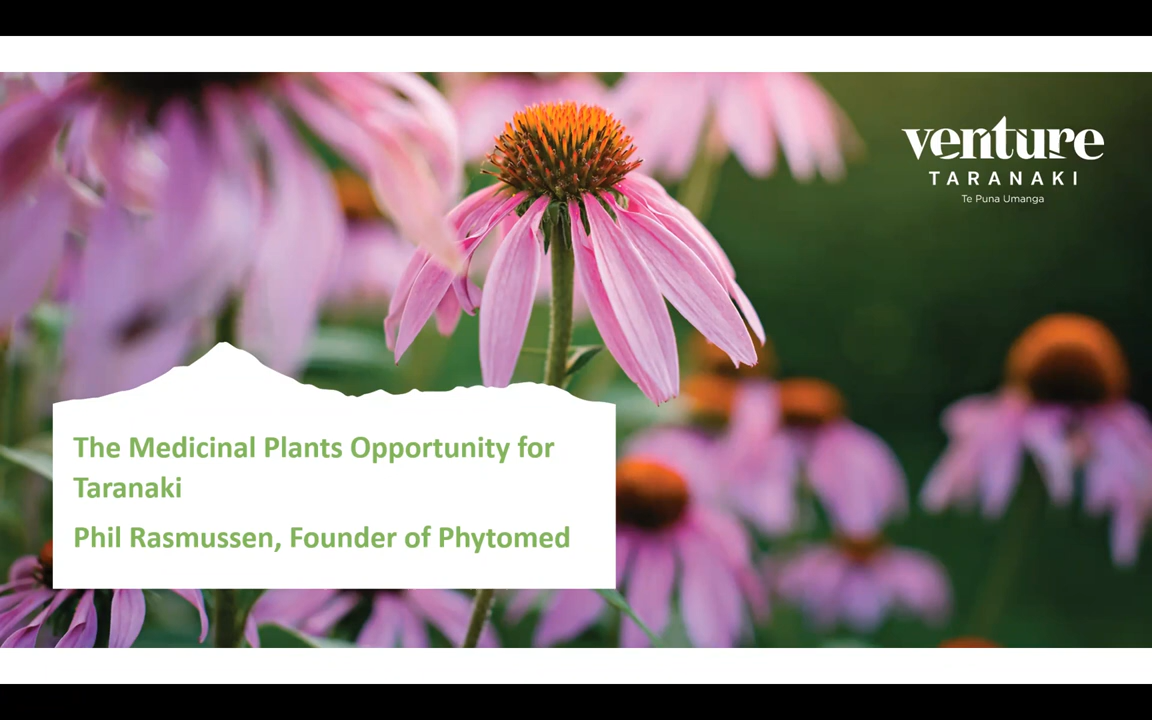 venture
TARANAKI
Te Puna Umanga
The Medicinal Plants Opportunity for
Taranaki
Phil Rasmussen, Founder of Phytomed